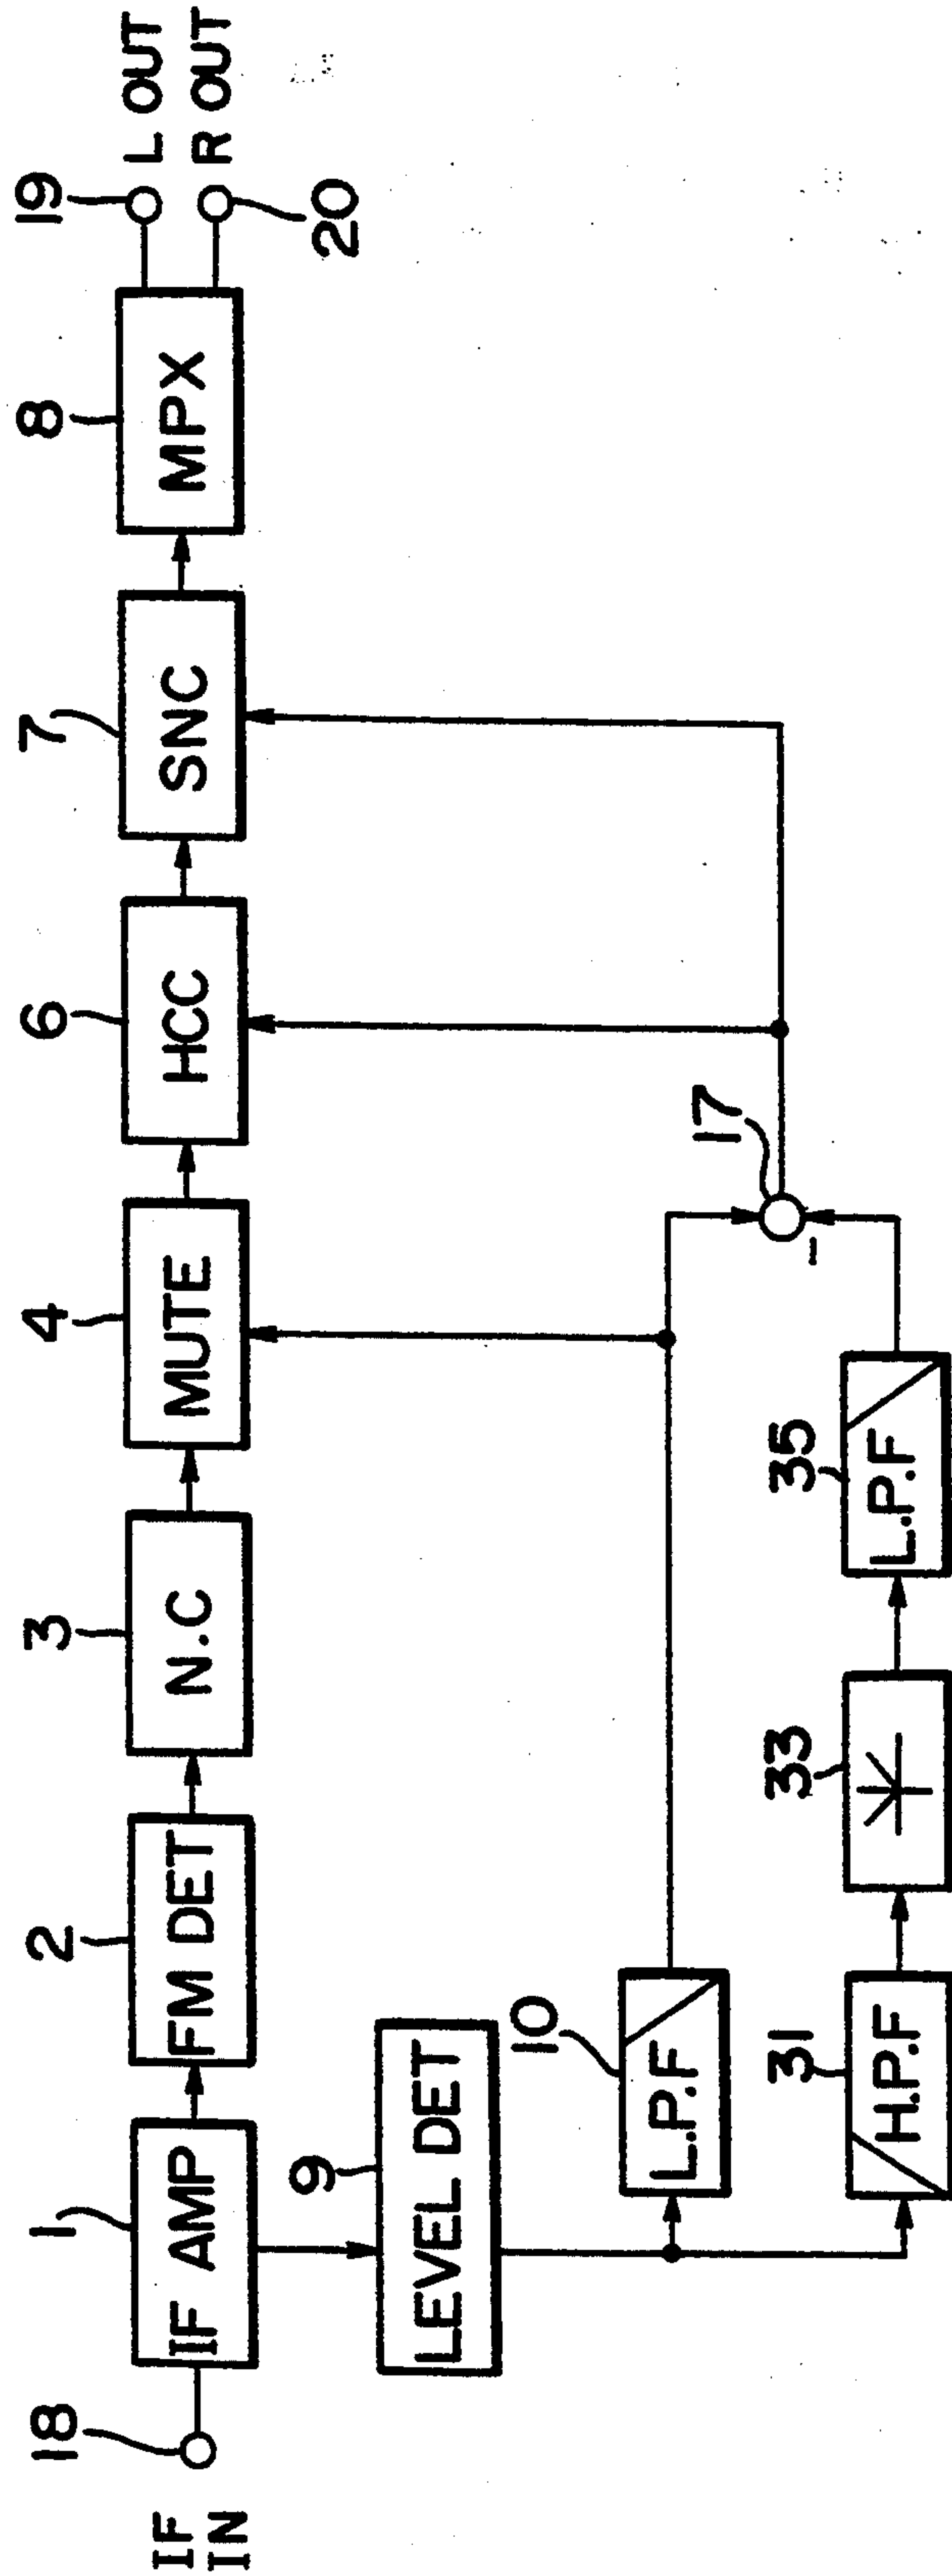 IF
IN
18
1
IF AMP
2
FM DET
3
N.C
4
MUTE
6
HCC
7
SNC
8
MPX
19
L OUT
R OUT
20
9
LEVEL DET
10
L.P.F
17
-
31
H.P.F
33
35
L.P.F